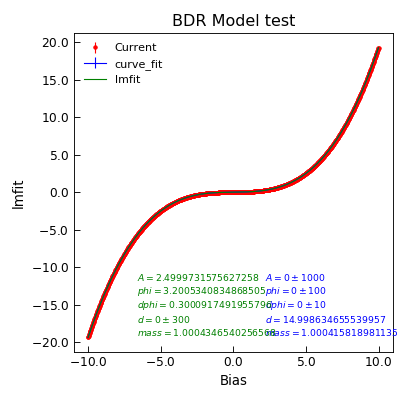 BDR Model test
Current
curve_fit
lmfit
20.0
15.0
10.0
5.0
0.0
−5.0
−10.0
−15.0
−20.0
lmfit
A = 2.4999731575627258
phi = 3.2005340834868505
dphi = 0.300091749195579
d = 0 ± 300
mass = 1.000434654025656
A = 0 ± 1000
phi = 0 ± 100
dphi = 0 ± 10
d = 14.998634655539957
mass = 1.000415818981135
−10.0 −5.0 0.0 5.0 10.0
Bias